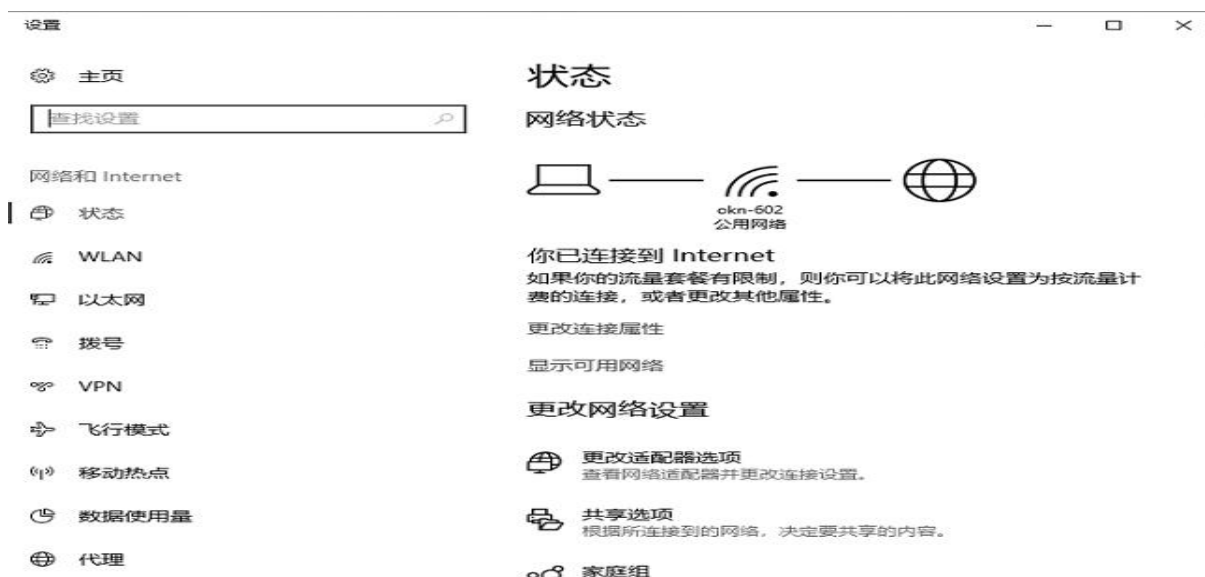 设置
主页
查找设置
网络和 Internet
状态
WLAN
以太网
拨号
VPN
飞行模式
移动热点
数据使用量
代理
状态
网络状态
okn-602
公用网络
你已连接到 Internet
如果你的流量套餐有限制，则你可以将此网络设置为按流量计
费的连接，或者更改其他属性。
更改连接属性
显示可用网络
更改网络设置
更改适配器选项
查看网络适配器并更改连接设置。
共享选项
根据所连接到的网络，决定要共享的内容。
家庭组